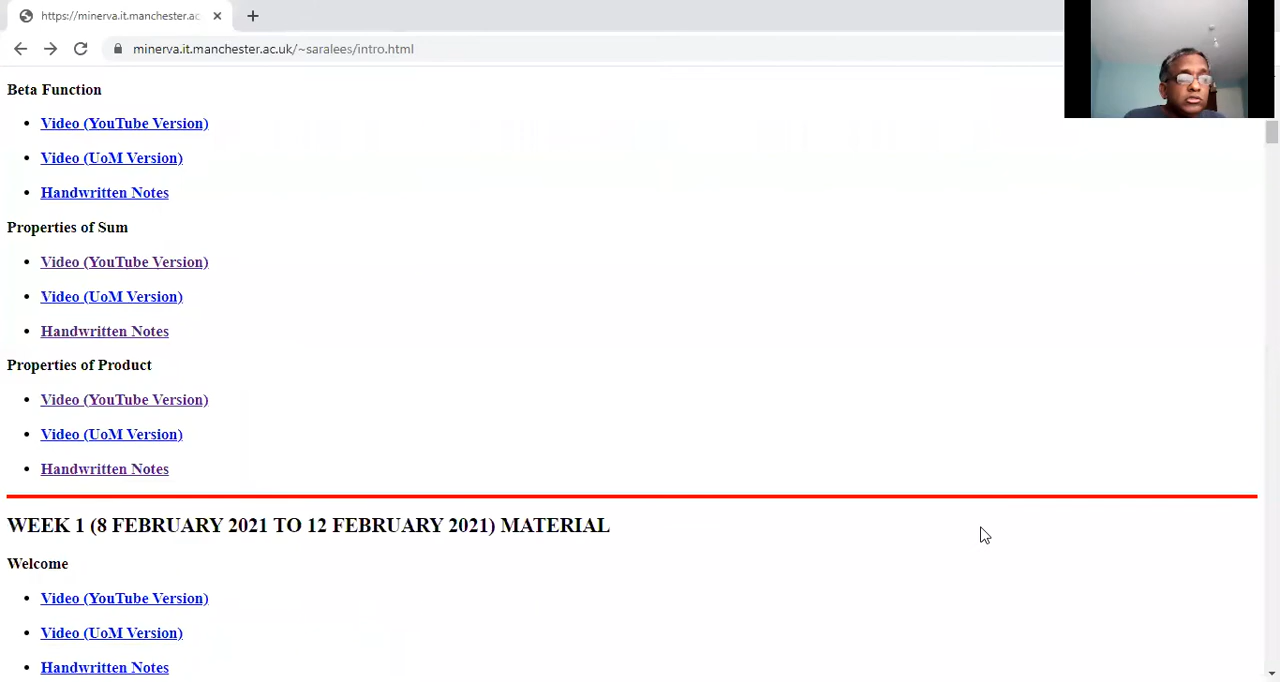 https://minerva.it.manchester.ac
minerva.it.manchester.ac.uk/~saralees/intro.html
Beta Function
Video (YouTube Version)
Video (UoM Version)
Handwritten Notes
Properties of Sum
Video (YouTube Version)
Video (UoM Version)
Handwritten Notes
Properties of Product
Video (YouTube Version)
Video (UoM Version)
Handwritten Notes
WEEK 1 (8 FEBRUARY 2021 TO 12 FEBRUARY 2021) MATERIAL
Welcome
Video (YouTube Version)
Video (UoM Version)
Handwritten Notes